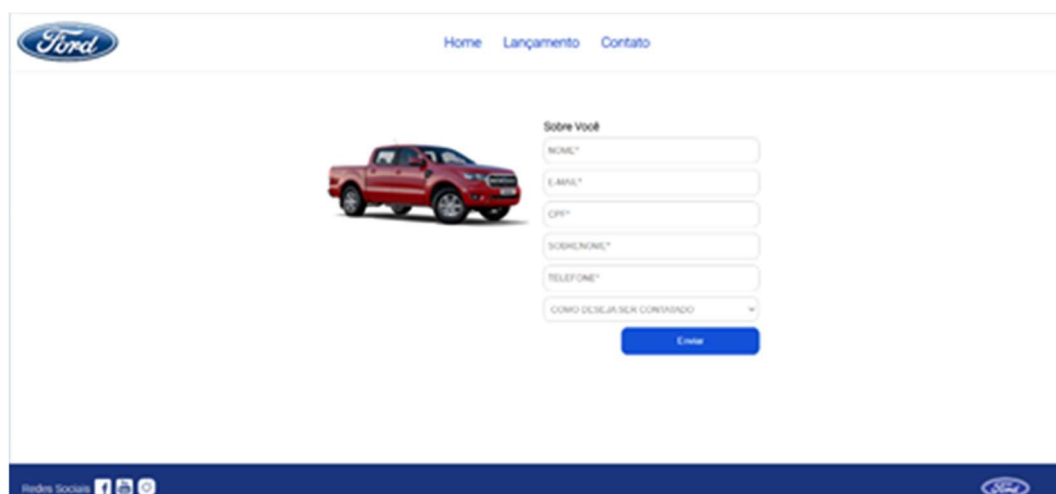 Ford
Home Lançamento Contato
Sobre Você
NOME*
E-MAIL*
CPF*
SOBRENOME*
TELEFONE*
COMO DESEJA SER CONTATADO
Enviar
Redes Sociais
Ford